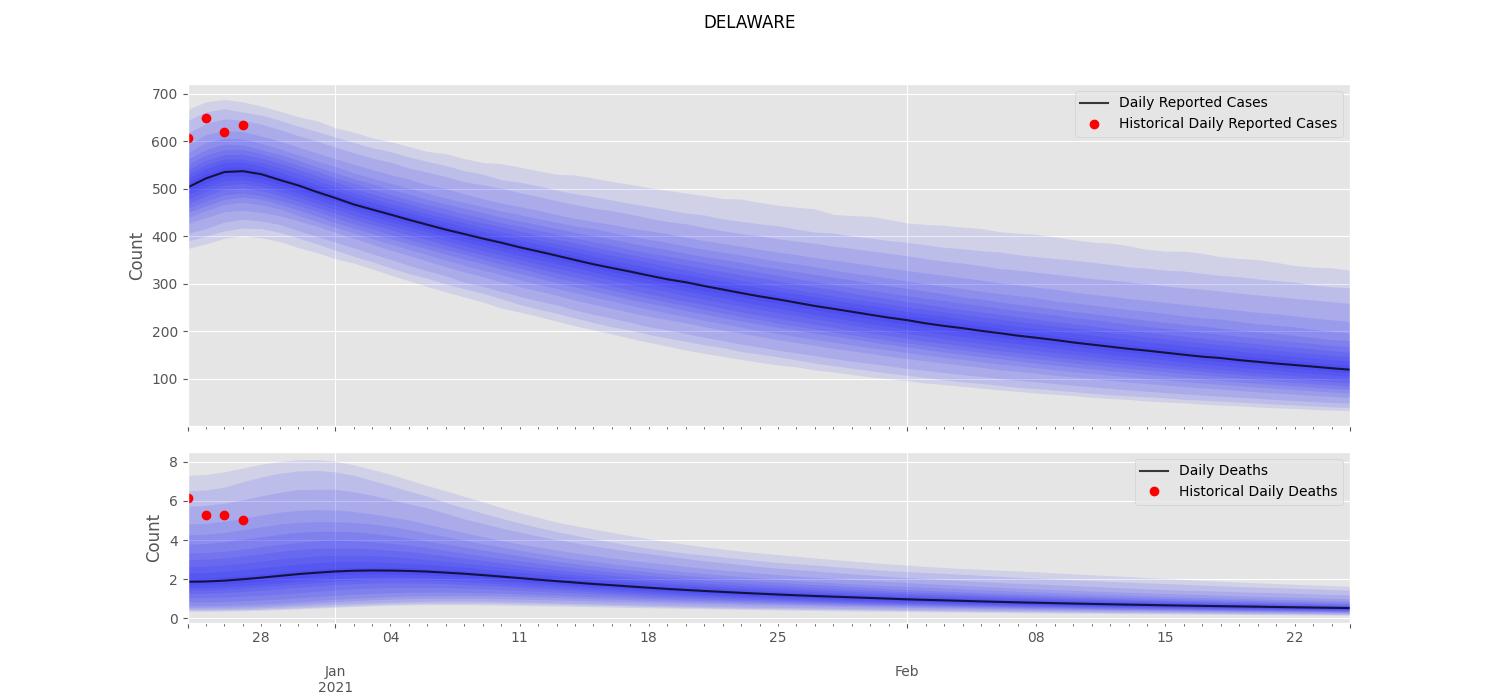 DELAWARE
700
600
500
400
300
200
100
Count
Daily Reported Cases
Historical Daily Reported Cases
8
6
4
2
0
Count
Daily Deaths
Historical Daily Deaths
28 04 11 18 25 08 15 22
Jan Feb
2021